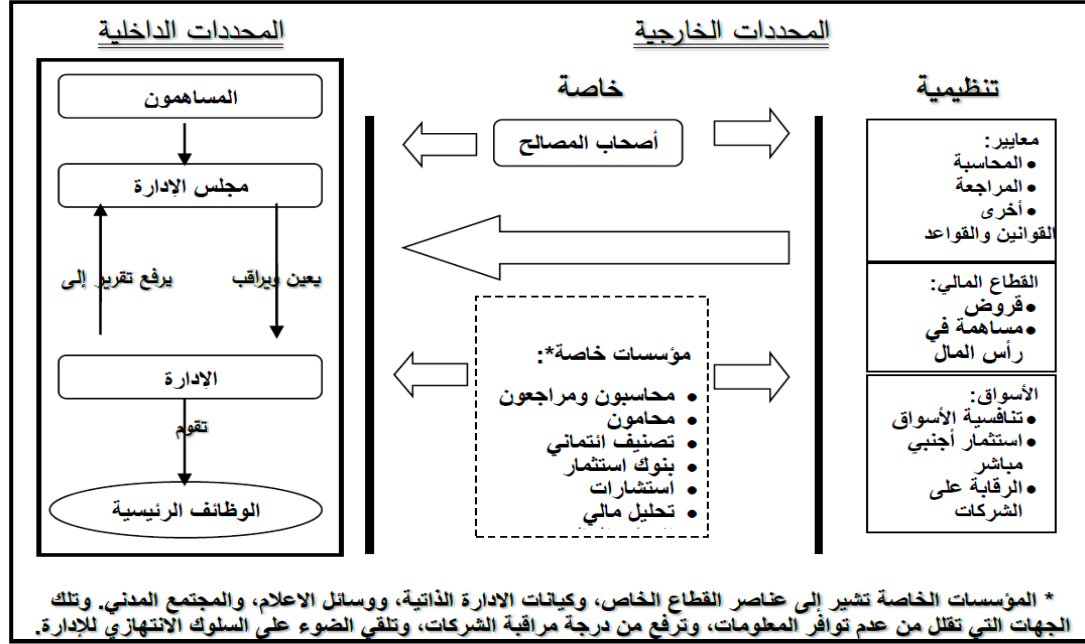 المحددات الخارجية
المحددات الداخلية
تنظيمية
معايير:
• المحاسبة
• المراجعة
• أخرى
القوانين والقواعد
القطاع المالي:
• قروض
• مساهمة في
رأس المال
الأسواق:
• تنافسية الأسواق
• استثمار أجنبي
مباشر
• الرقابة على
الشركات
خاصة
أصحاب المصالح
مؤسسات خاصة*:
• محاسبون ومراجعون
• محامون
• تصنيف ائتماني
• بنوك استثمار
• استشارات
• تحليل مالي
المساهمون
مجلس الإدارة
يعين ويراقب
يرفع تقرير إلى
الإدارة
تقوم
الوظائف الرئيسية
* المؤسسات الخاصة تشير إلى عناصر القطاع الخاص، وكيانات الادارة الذاتية، ووسائل الاعلام، والمجتمع المدني. وتلك
الجهات التي تقلل من عدم توافر المعلومات، وترفع من درجة مراقبة الشركات، وتلقي الضوء على السلوك الانتهازي للإدارة.